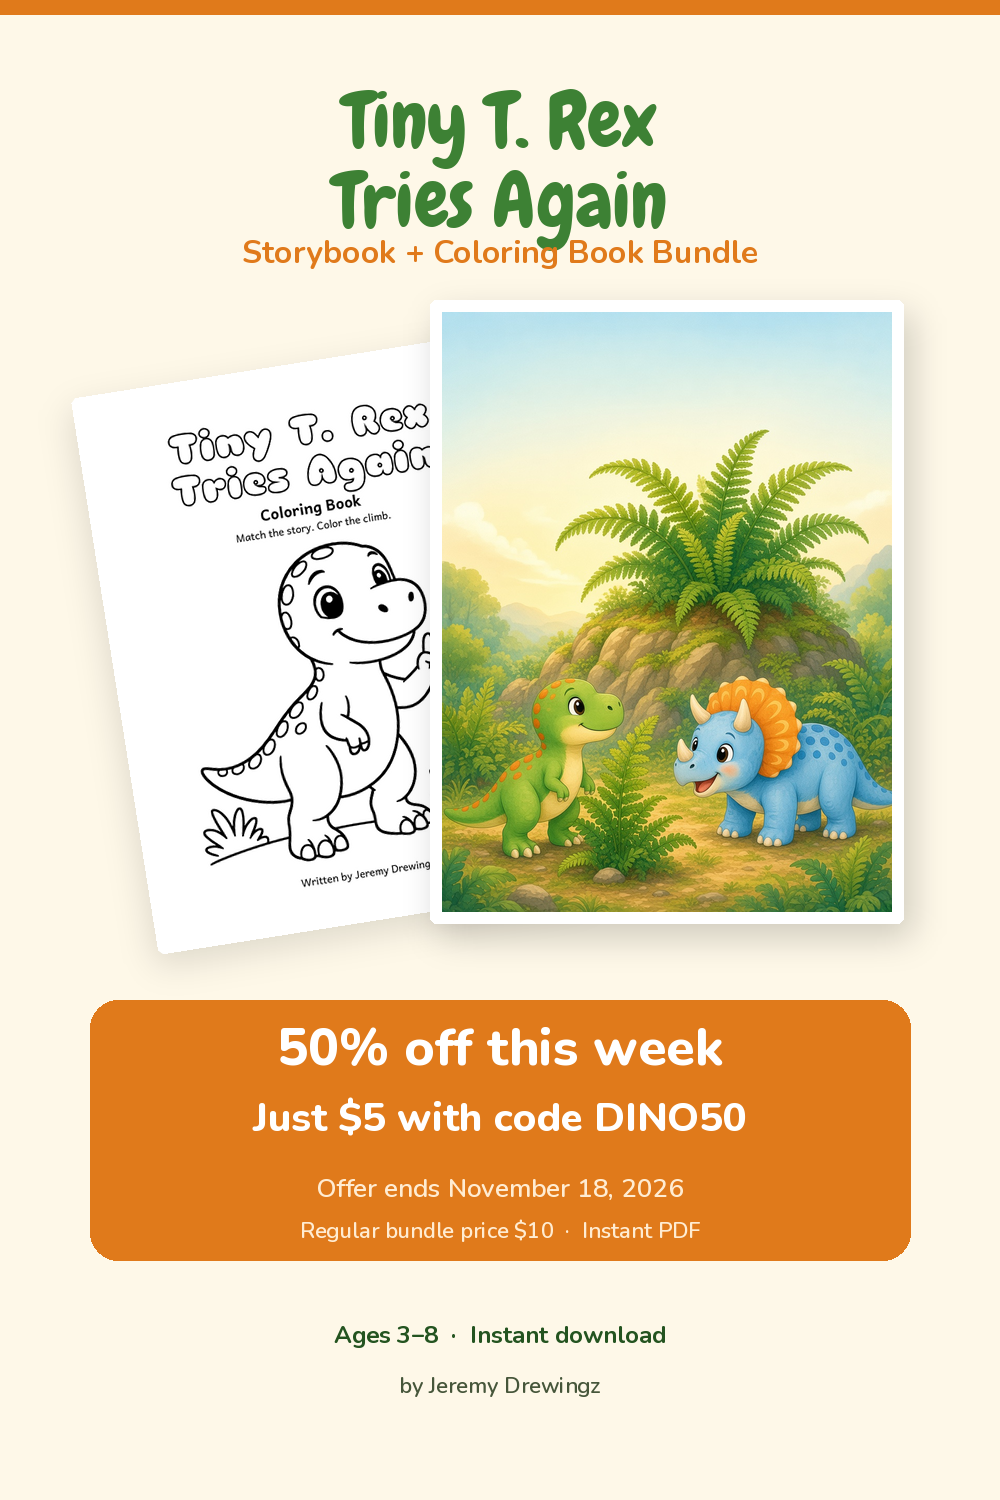 Tiny T. Rex
Tries Again
Storybook + Coloring Book Bundle
Tiny T. Rex
Tries Again
Coloring Book
Match the story. Color the climb.
Written by Jeremy Drewing
50% off this week
Just $5 with code DINO50
Offer ends November 18, 2026
Regular bundle price $10 · Instant PDF
Ages 3–8 · Instant download
by Jeremy Drewingz